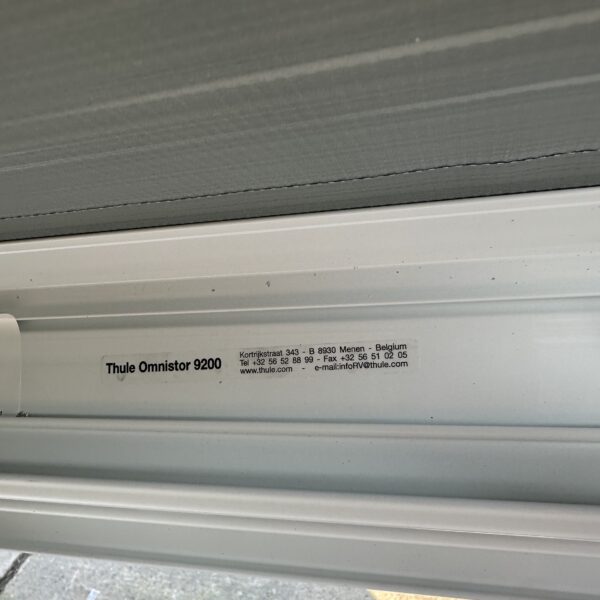 Thule Omnistor 9200
Kortrijkstraat 343 - B 8930 Menen - Belgium
Tel +32 56 52 88 99 - Fax +32 56 51 02 05
www.thule.com - e-mail:infoRV@thule.com